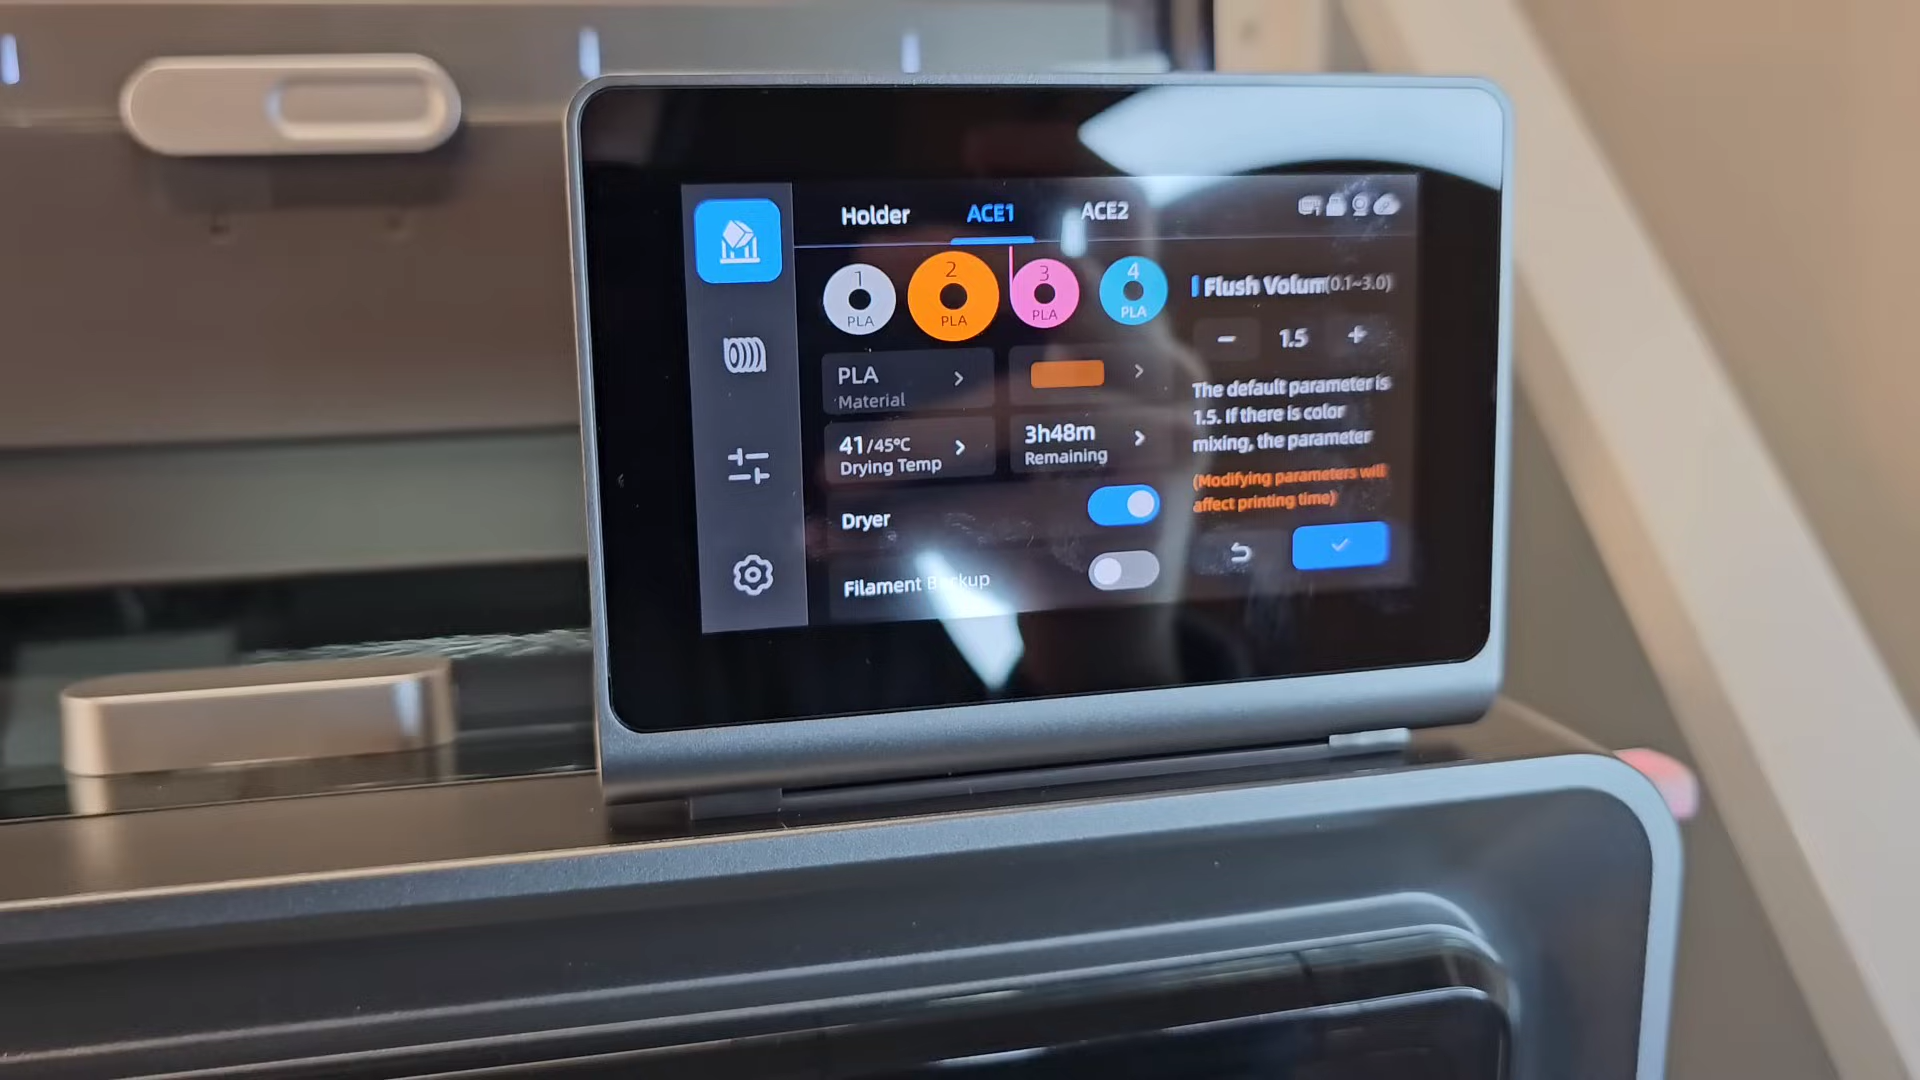 Holder ACE1 ACE2
1 2 3 4
PLA PLA PLA PLA
PLA
Material
41/45°C
Drying Temp
3h48m
Remaining
Dryer
Filament Backup
Flush Volum(0.1~3.0)
− 1.5 +
The default parameter is
1.5. If there is color
mixing, the parameter
(Modifying parameters will
affect printing time)